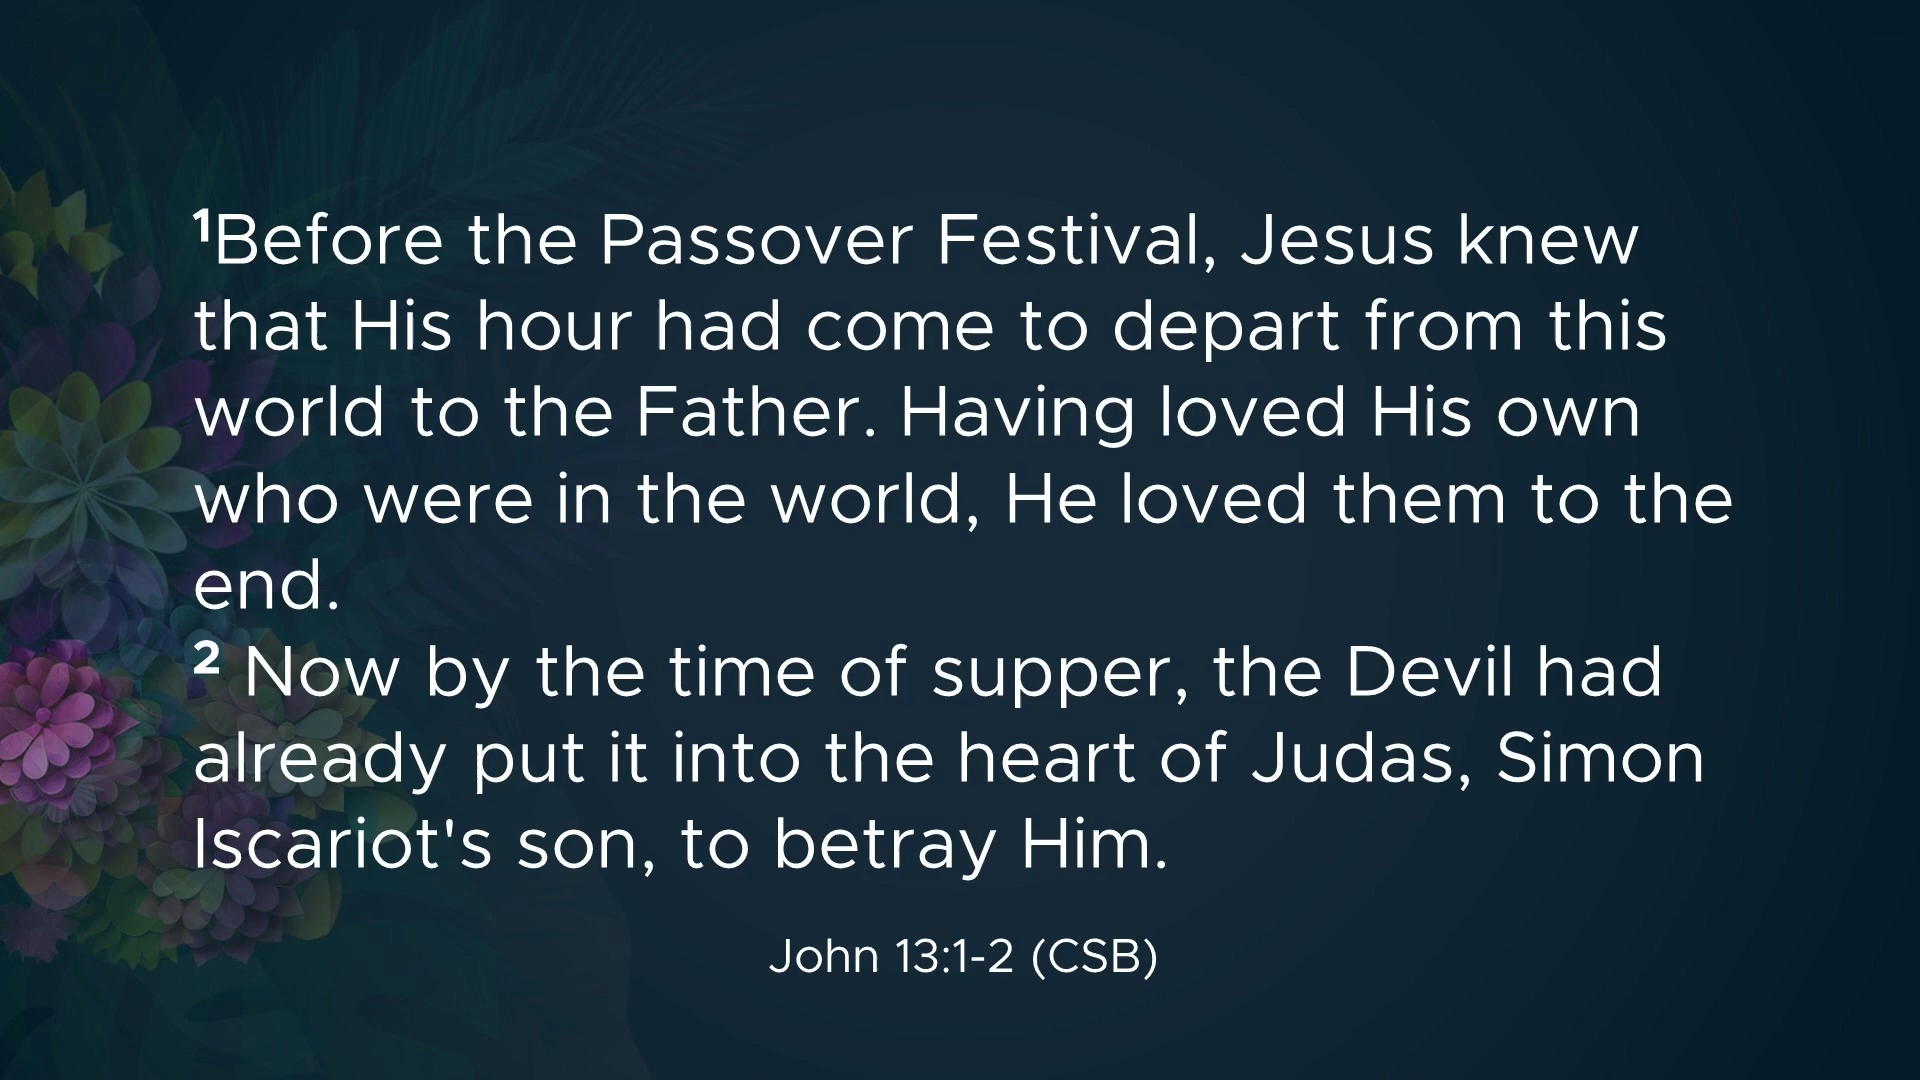 ¹Before the Passover Festival, Jesus knew
that His hour had come to depart from this
world to the Father. Having loved His own
who were in the world, He loved them to the
end.
² Now by the time of supper, the Devil had
already put it into the heart of Judas, Simon
Iscariot's son, to betray Him.
John 13:1-2 (CSB)